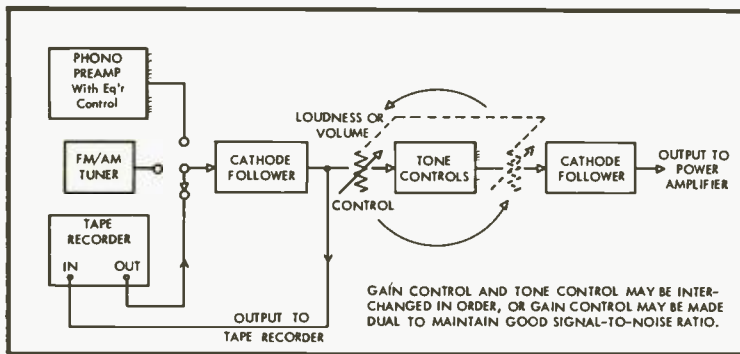 PHONO
PREAMP
With Eq'r
Control
FM/AM
TUNER
TAPE
RECORDER
IN OUT
CATHODE
FOLLOWER
LOUDNESS OR
VOLUME
CONTROL
TONE
CONTROLS
CATHODE
FOLLOWER
OUTPUT TO
POWER
AMPLIFIER
OUTPUT TO
TAPE RECORDER
GAIN CONTROL AND TONE CONTROL MAY BE INTER-
CHANGED IN ORDER, OR GAIN CONTROL MAY BE MADE
DUAL TO MAINTAIN GOOD SIGNAL-TO-NOISE RATIO.